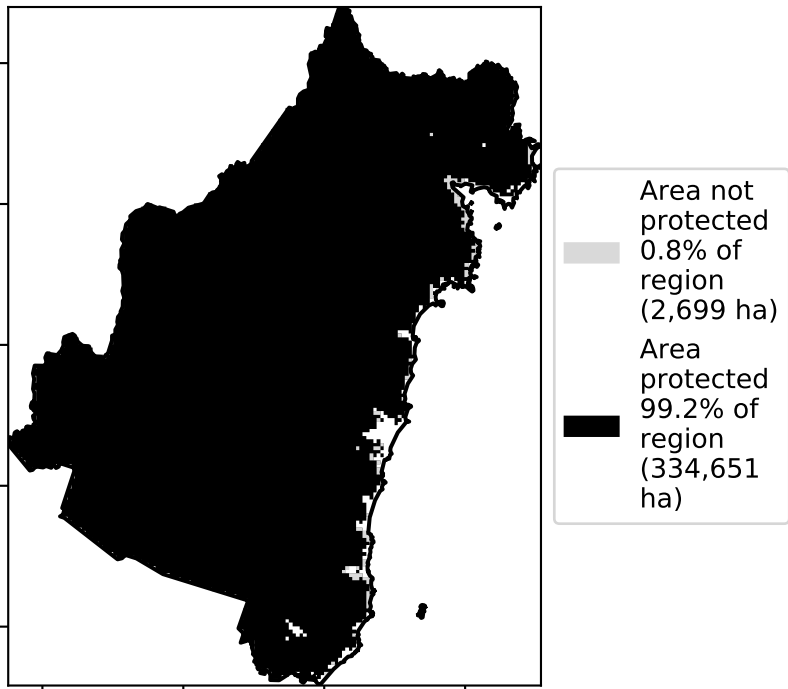 Area not
protected
0.8% of
region
(2,699 ha)
Area
protected
99.2% of
region
(334,651
ha)